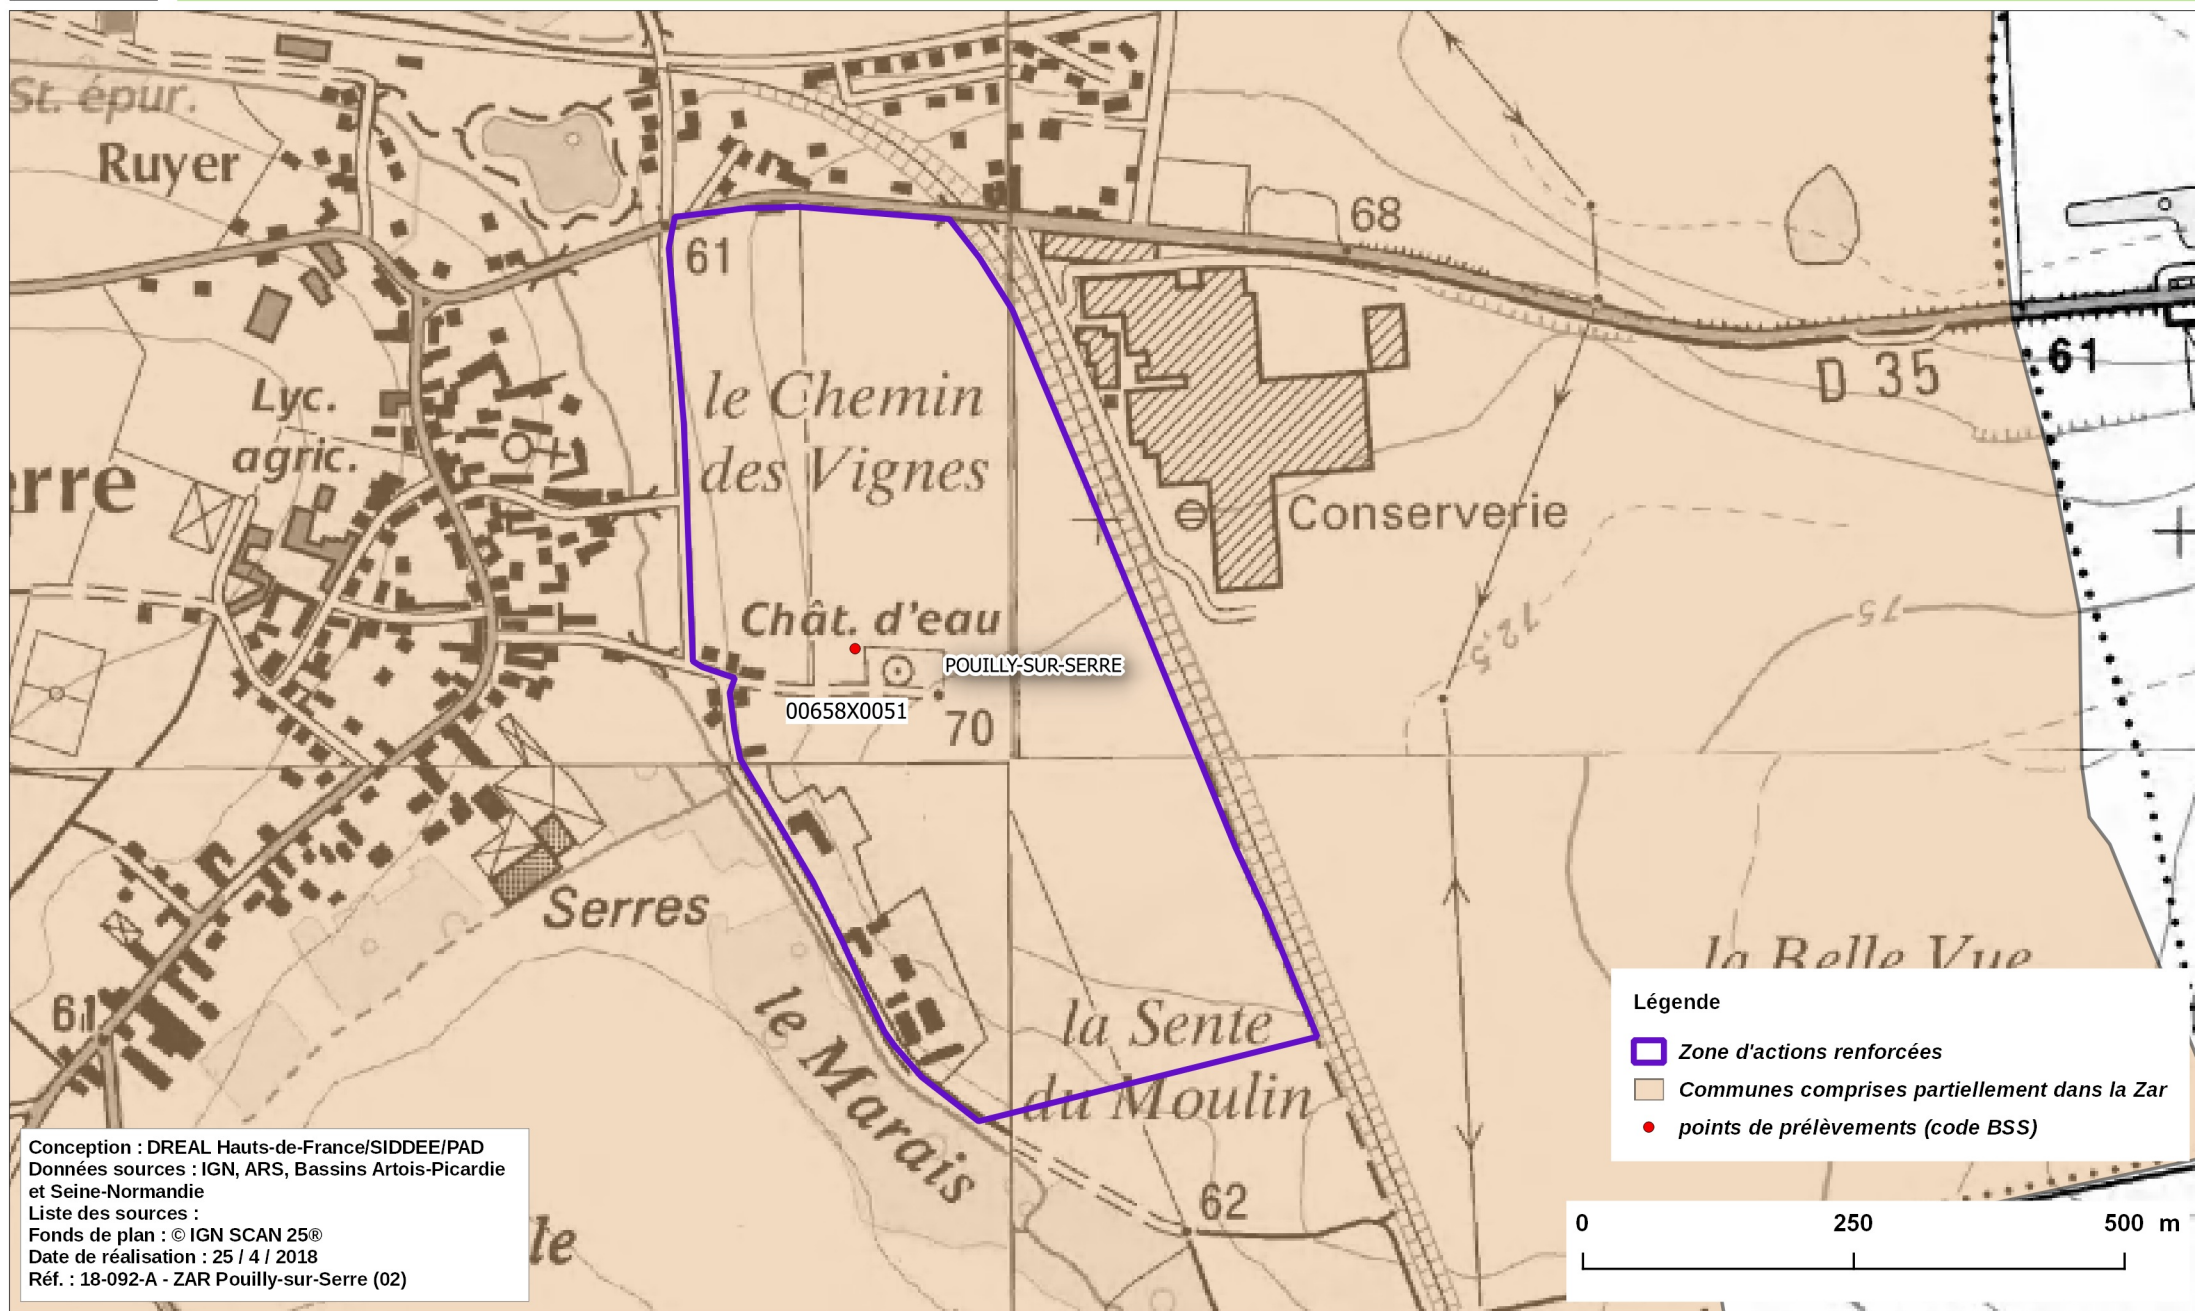 St. épur.
Ruyer
68
61
D 35
61
le Chemin
des Vignes
Lyc.
agric.
erre
Conserverie
75
72,5
Chât. d'eau
POUILLY-SUR-SERRE
00658X0051
70
Serres
la Belle Vue
le Marais
la Sente
du Moulin
61
62
le
Légende
Zone d'actions renforcées
Communes comprises partiellement dans la Zar
points de prélèvements (code BSS)
0 250 500 m
Conception : DREAL Hauts-de-France/SIDDEE/PAD
Données sources : IGN, ARS, Bassins Artois-Picardie
et Seine-Normandie
Liste des sources :
Fonds de plan : © IGN SCAN 25®
Date de réalisation : 25 / 4 / 2018
Réf. : 18-092-A - ZAR Pouilly-sur-Serre (02)